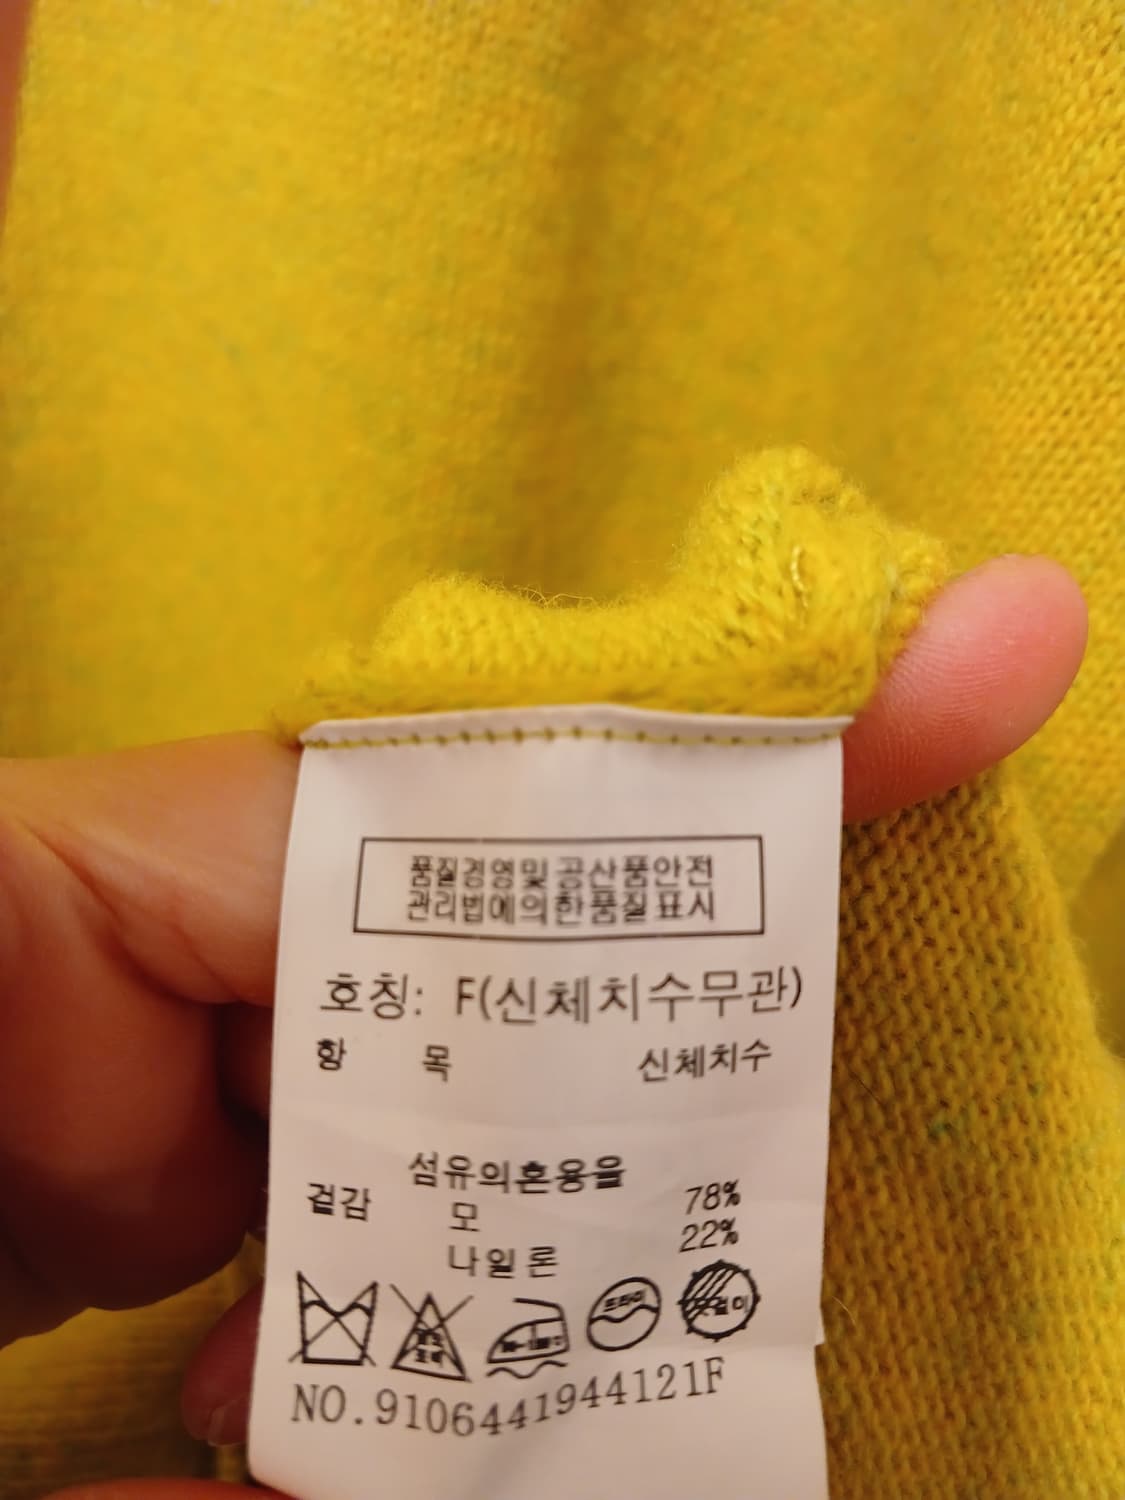 품질경영및 공산품안전
관리법에의한품질표시
호칭: F(신체치수무관)
항 목 신체치수
섬유의혼용율
겉감 모 78%
나일론 22%
드라이
NO.9106441944121F